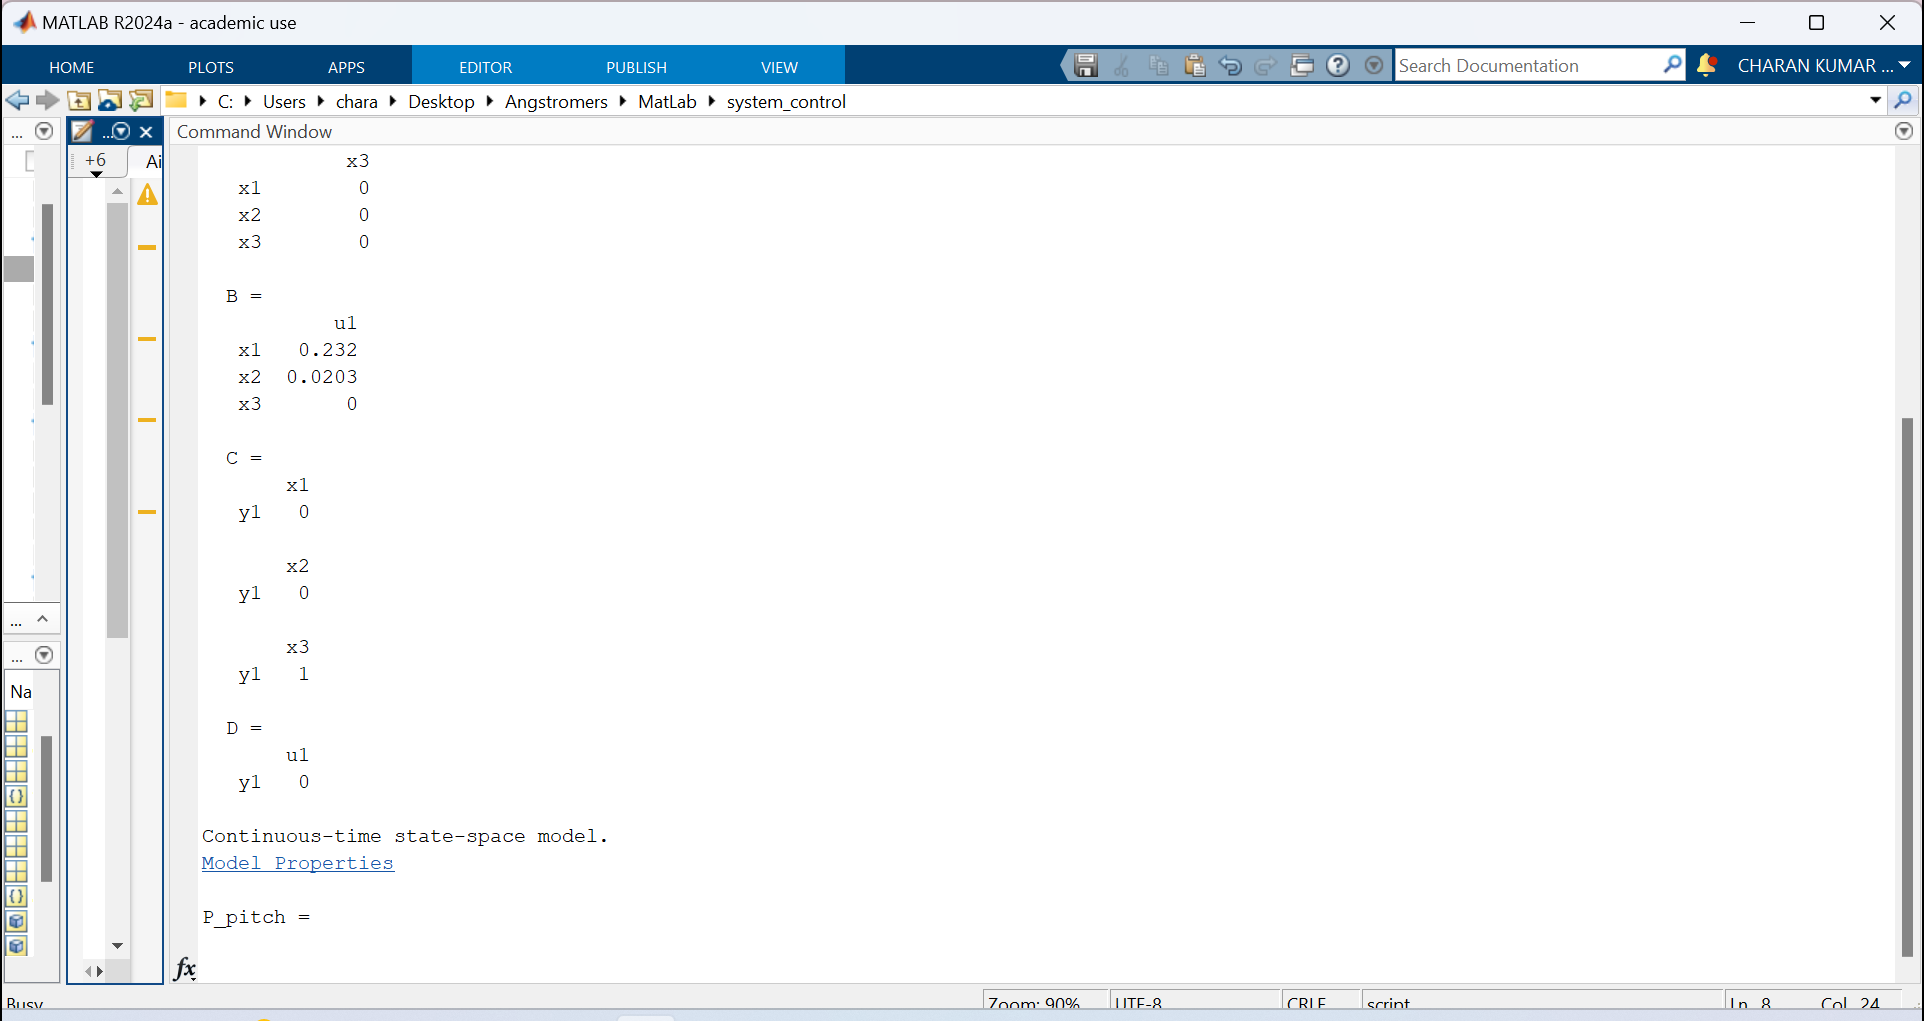 MATLAB R2024a - academic use
HOME PLOTS APPS EDITOR PUBLISH VIEW Search Documentation CHARAN KUMAR ...
C: Users chara Desktop Angstromers MatLab system_control
... ... Command Window
+6 Ai
x3
x1 0
x2 0
x3 0
B =
u1
x1 0.232
x2 0.0203
x3 0
C =
x1
y1 0
x2
y1 0
...
x3
...
y1 1
Na
D =
u1
y1 0
Continuous-time state-space model.
Model Properties
P_pitch =
fx
Busy Zoom: 90% UTF-8 CRLF script Ln 8 Col 24